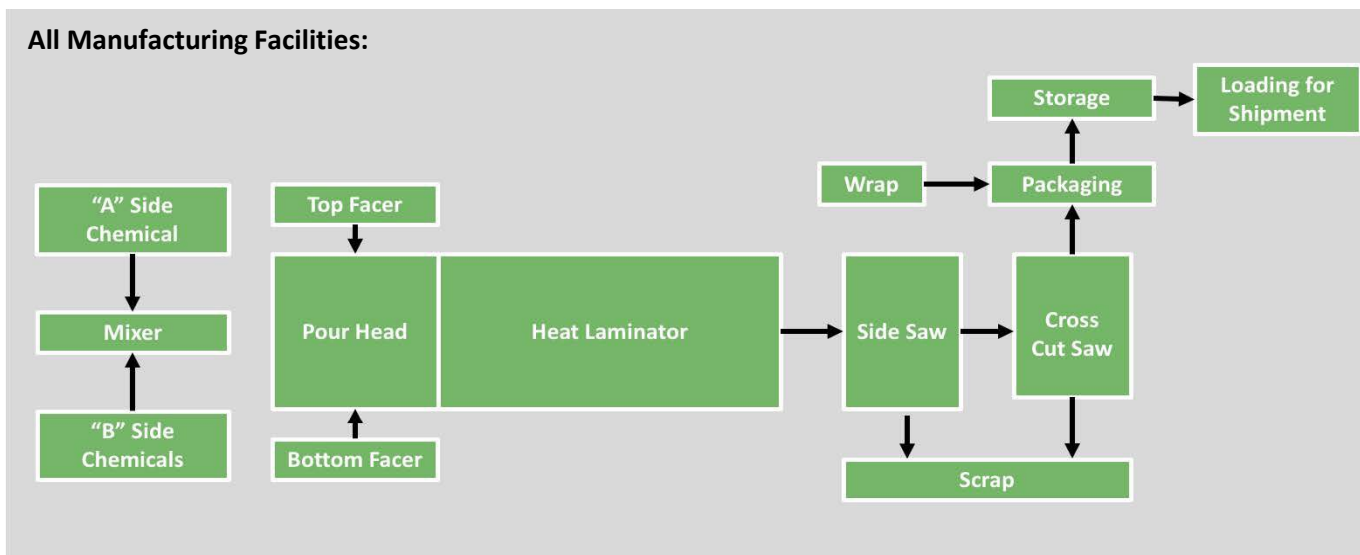 All Manufacturing Facilities:
Storage
Loading for
Shipment
Wrap
Packaging
“A” Side
Chemical
Top Facer
Mixer
Pour Head
Heat Laminator
Side Saw
Cross
Cut Saw
“B” Side
Chemicals
Bottom Facer
Scrap